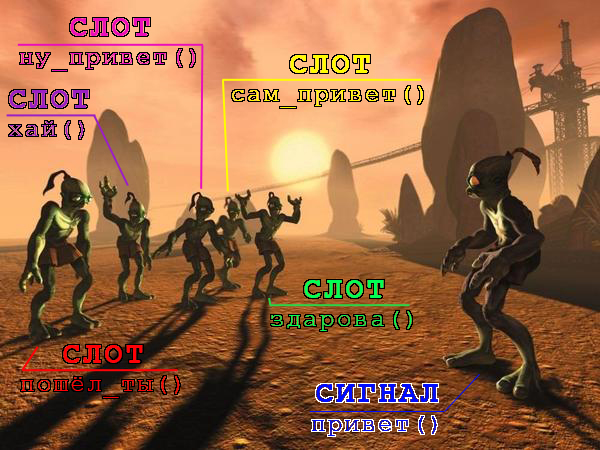 СЛОТ
ну_привет()
СЛОТ
сам_привет()
СЛОТ
хай()
СЛОТ
здарова()
СЛОТ
пошёл_ты()
СИГНАЛ
привет()